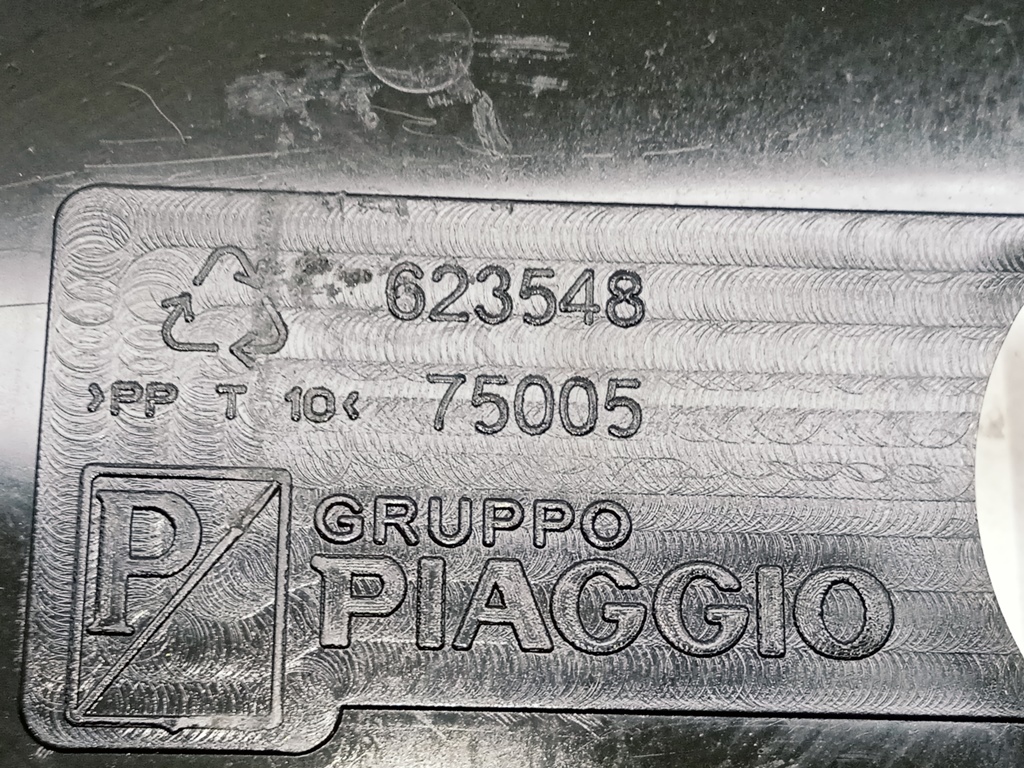 623548
>PP T 10<
75005
P
GRUPPO
PIAGGIO